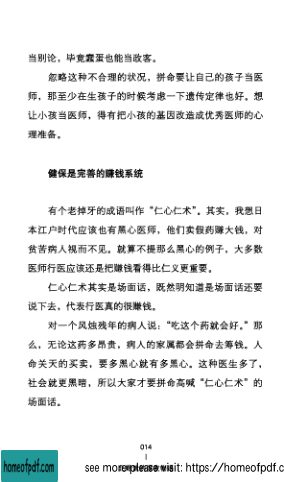 当别论，毕竟蠢蛋也能当政客。
忽略这种不合理的状况，拼命要让自己的孩子当医
师，那至少在生孩子的时候考虑一下遗传定律也好。想
让小孩当医师，得有把小孩的基因改造成优秀医师的心
理准备。
健保是完善的赚钱系统
有个老掉牙的成语叫作“仁心仁术”。其实，我想日
本江户时代应该也有黑心医师，他们卖假药赚大钱，对
贫苦病人视而不见。就算不提那么黑心的例子，大多数
医师行医应该还是把赚钱看得比仁义更重要。
仁心仁术其实是场面话，既然明知道是场面话还要
说下去，代表行医真的很赚钱。
对一个风烛残年的病人说：“吃这个药就会好。”那
么，无论这药多昂贵，病人的家属都会拼命去筹钱。人
命关天的买卖，要多黑心就有多黑心。这种医生多了，
社会就更黑暗，所以大家才要拼命高喊“仁心仁术”的
场面话。
014
homeofpdf.com
see more please visit: https://homeofpdf.com